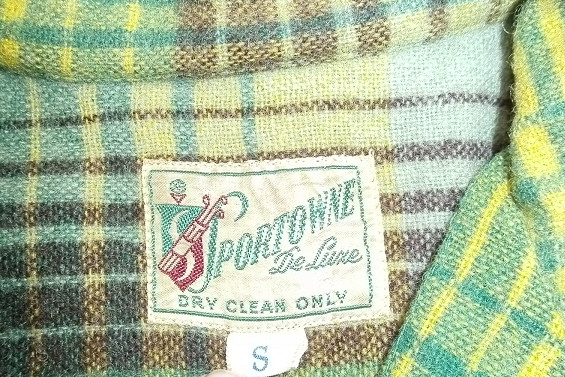 SPORTOWNE
De Luxe
DRY CLEAN ONLY
S